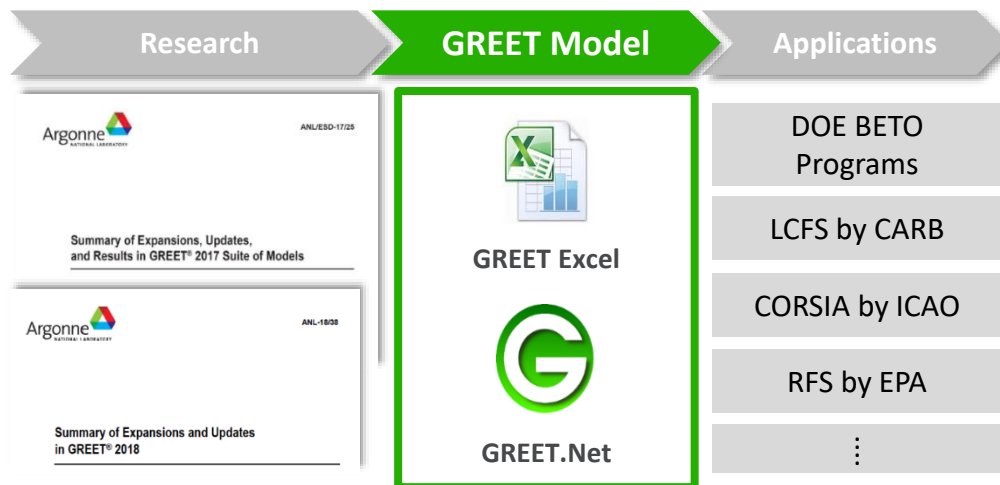 Research
GREET Model
Applications
Argonne
NATIONAL LABORATORY
ANL/ESD-17/25
Summary of Expansions, Updates,
and Results in GREET® 2017 Suite of Models
Argonne
NATIONAL LABORATORY
ANL-18/38
Summary of Expansions and Updates
in GREET® 2018
X
GREET Excel
G
GREET.Net
DOE BETO
Programs
LCFS by CARB
CORSIA by ICAO
RFS by EPA
⋮